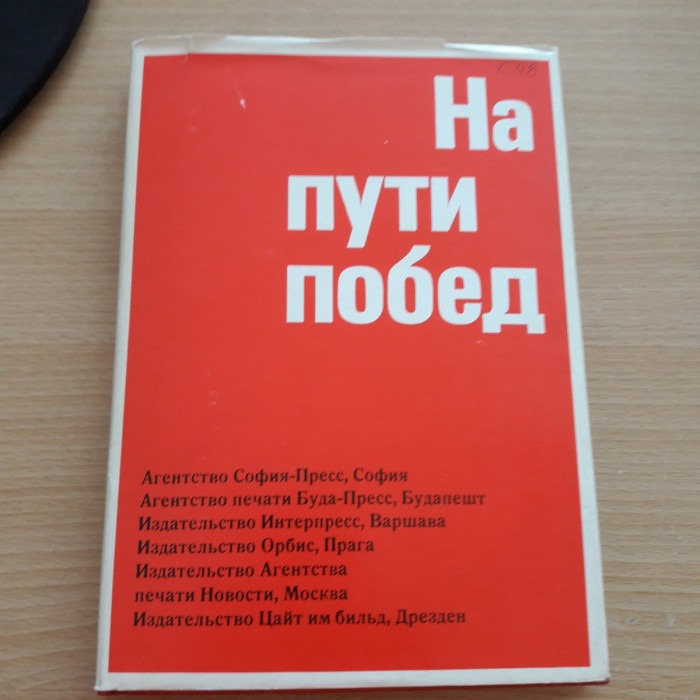 На
пути
побед
Агентство София-Пресс, София
Агентство печати Буда-Пресс, Будапешт
Издательство Интерпресс, Варшава
Издательство Орбис, Прага
Издательство Агентства
печати Новости, Москва
Издательство Цайт им бильд, Дрезден